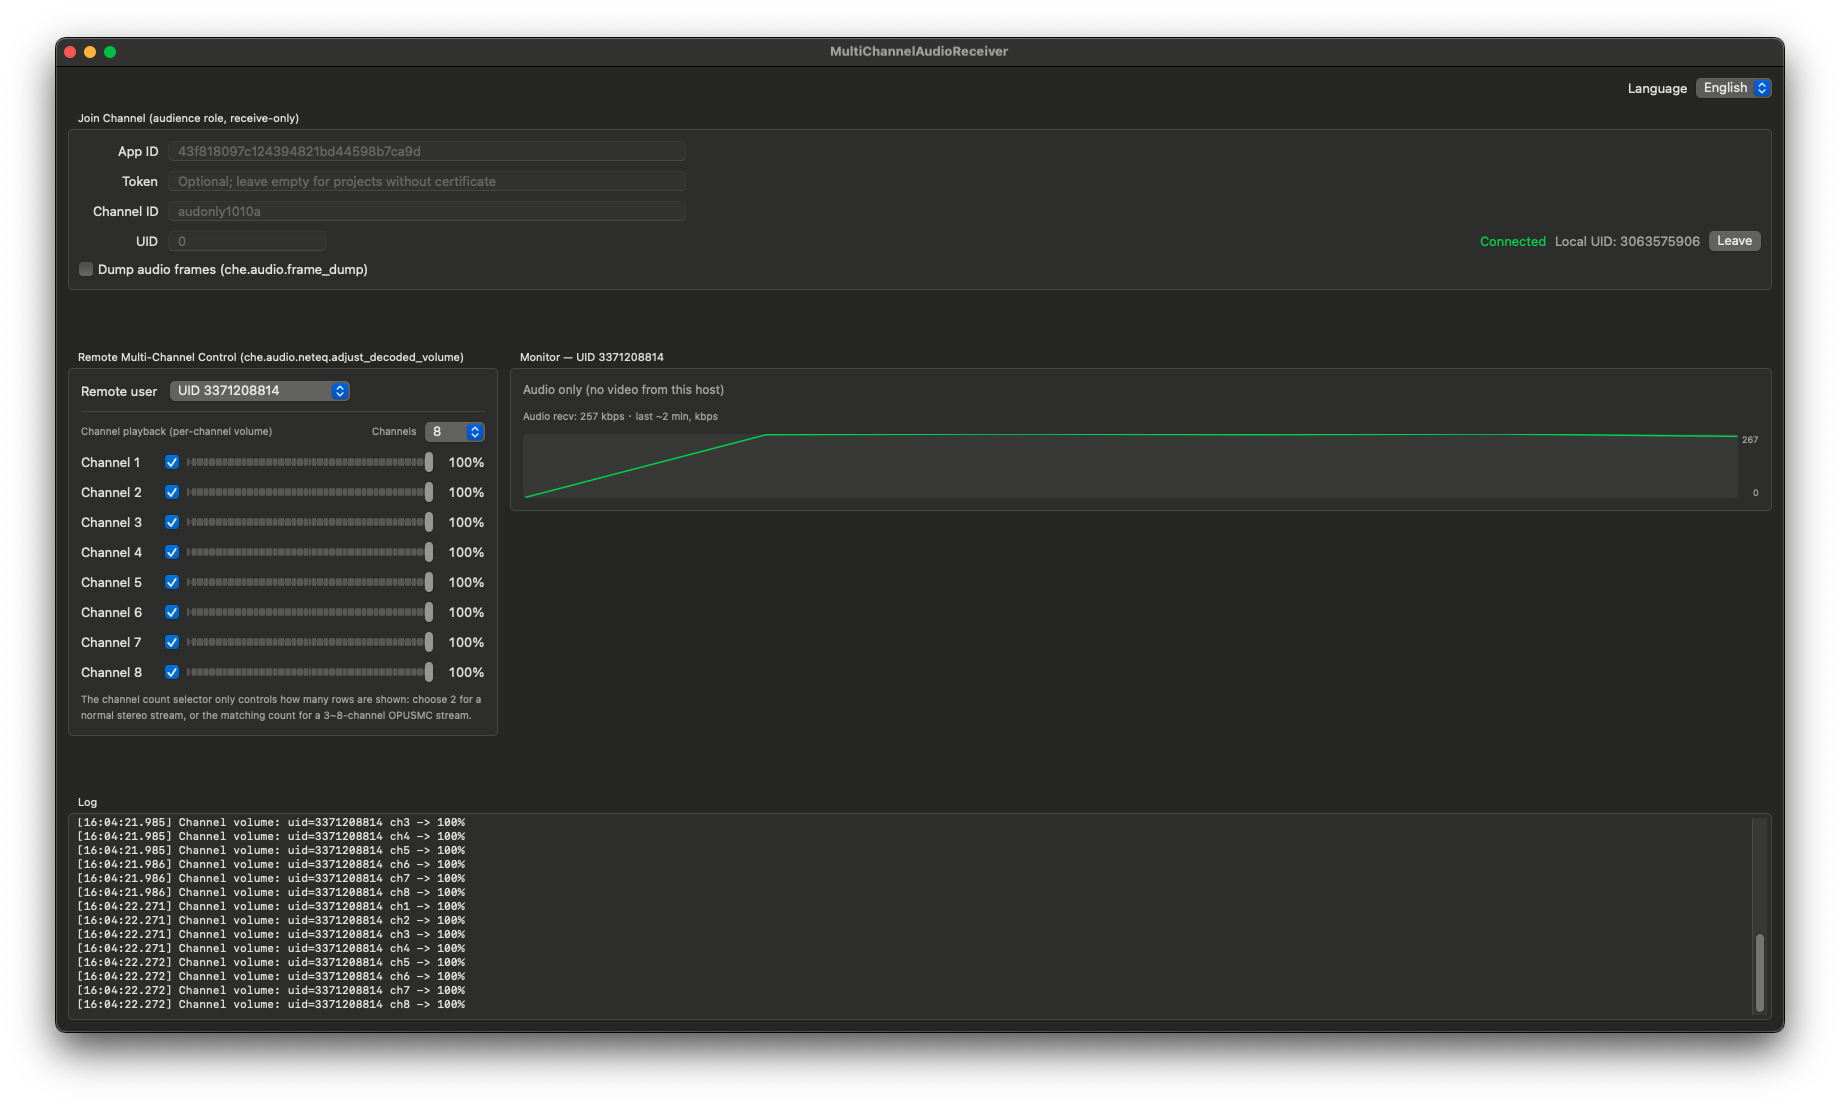 MultiChannelAudioReceiver
Language English
Join Channel (audience role, receive-only)
App ID 43f818097c124394821bd44598b7ca9d
Token Optional; leave empty for projects without certificate
Channel ID audonly1010a
UID 0
Connected Local UID: 3063575906 Leave
Dump audio frames (che.audio.frame_dump)
Remote Multi-Channel Control (che.audio.neteq.adjust_decoded_volume)
Remote user UID 3371208814
Channel playback (per-channel volume) Channels 8
Channel 1 100%
Channel 2 100%
Channel 3 100%
Channel 4 100%
Channel 5 100%
Channel 6 100%
Channel 7 100%
Channel 8 100%
The channel count selector only controls how many rows are shown: choose 2 for a
normal stereo stream, or the matching count for a 3~8-channel OPUSMC stream.
Monitor — UID 3371208814
Audio only (no video from this host)
Audio recv: 257 kbps · last ~2 min, kbps
267
0
Log
[16:04:21.985] Channel volume: uid=3371208814 ch3 -> 100%
[16:04:21.985] Channel volume: uid=3371208814 ch4 -> 100%
[16:04:21.985] Channel volume: uid=3371208814 ch5 -> 100%
[16:04:21.986] Channel volume: uid=3371208814 ch6 -> 100%
[16:04:21.986] Channel volume: uid=3371208814 ch7 -> 100%
[16:04:21.986] Channel volume: uid=3371208814 ch8 -> 100%
[16:04:22.271] Channel volume: uid=3371208814 ch1 -> 100%
[16:04:22.271] Channel volume: uid=3371208814 ch2 -> 100%
[16:04:22.271] Channel volume: uid=3371208814 ch3 -> 100%
[16:04:22.271] Channel volume: uid=3371208814 ch4 -> 100%
[16:04:22.272] Channel volume: uid=3371208814 ch5 -> 100%
[16:04:22.272] Channel volume: uid=3371208814 ch6 -> 100%
[16:04:22.272] Channel volume: uid=3371208814 ch7 -> 100%
[16:04:22.272] Channel volume: uid=3371208814 ch8 -> 100%